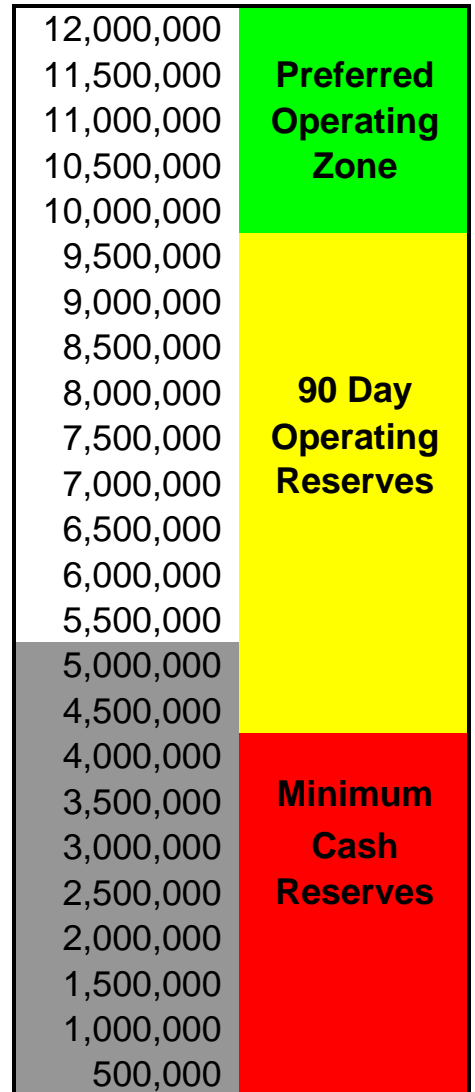 12,000,000
11,500,000 Preferred
11,000,000 Operating
10,500,000 Zone
10,000,000
9,500,000
9,000,000
8,500,000
8,000,000 90 Day
7,500,000 Operating
7,000,000 Reserves
6,500,000
6,000,000
5,500,000
5,000,000
4,500,000
4,000,000
3,500,000 Minimum
3,000,000 Cash
2,500,000 Reserves
2,000,000
1,500,000
1,000,000
500,000